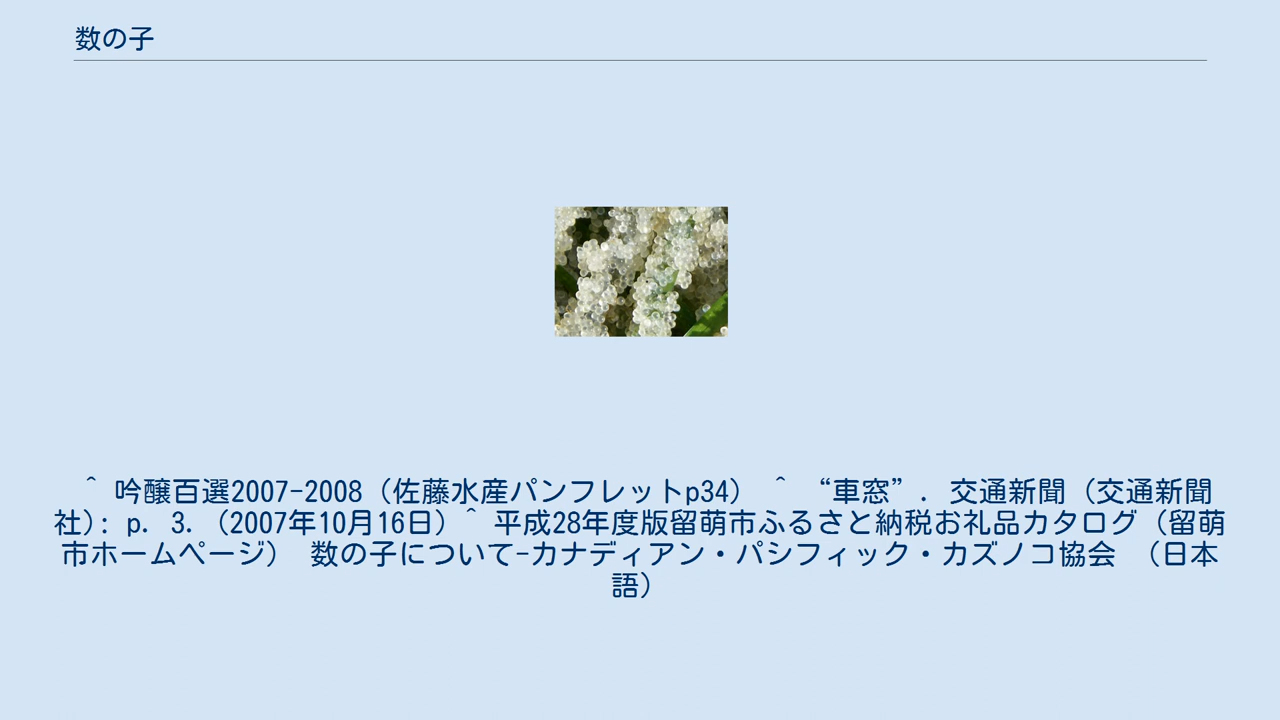 数の子
^ 吟醸百選2007-2008（佐藤水産パンフレットp34） ^ “車窓”. 交通新聞 (交通新聞
社): p. 3. (2007年10月16日) ^ 平成28年度版留萌市ふるさと納税お礼品カタログ（留萌
市ホームページ） 数の子について-カナディアン・パシフィック・カズノコ協会 （日本
語）